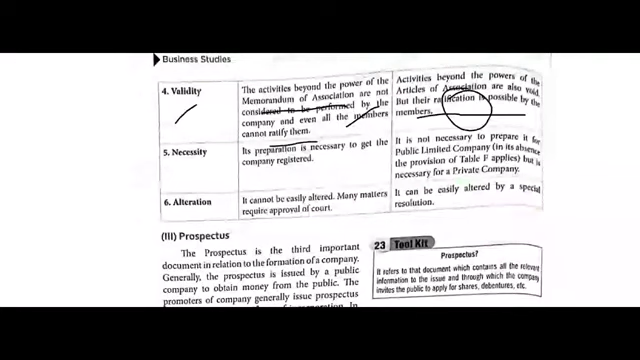 Business Studies
4. Validity
The activities beyond the power of the
Memorandum of Association are not
considered to be performed by the
company and even all the members
cannot ratify them.
Activities beyond the powers of the
Articles of Association are also void.
But their ratification is possible by the
members.
5. Necessity
Its preparation is necessary to get the
company registered.
It is not necessary to prepare it for
Public Limited Company (in its absence
the provision of Table F applies) but is
necessary for a Private Company.
6. Alteration
It cannot be easily altered. Many matters
require approval of court.
It can be easily altered by a special
resolution.
(III) Prospectus
The Prospectus is the third important
document in relation to the formation of a company.
Generally, the prospectus is issued by a public
company to obtain money from the public. The
promoters of company generally issue prospectus
23 Tool Kit
Prospectus?
It refers to that document which contains all the relevant
information to the issue and through which the company
invites the public to apply for shares, debentures, etc.